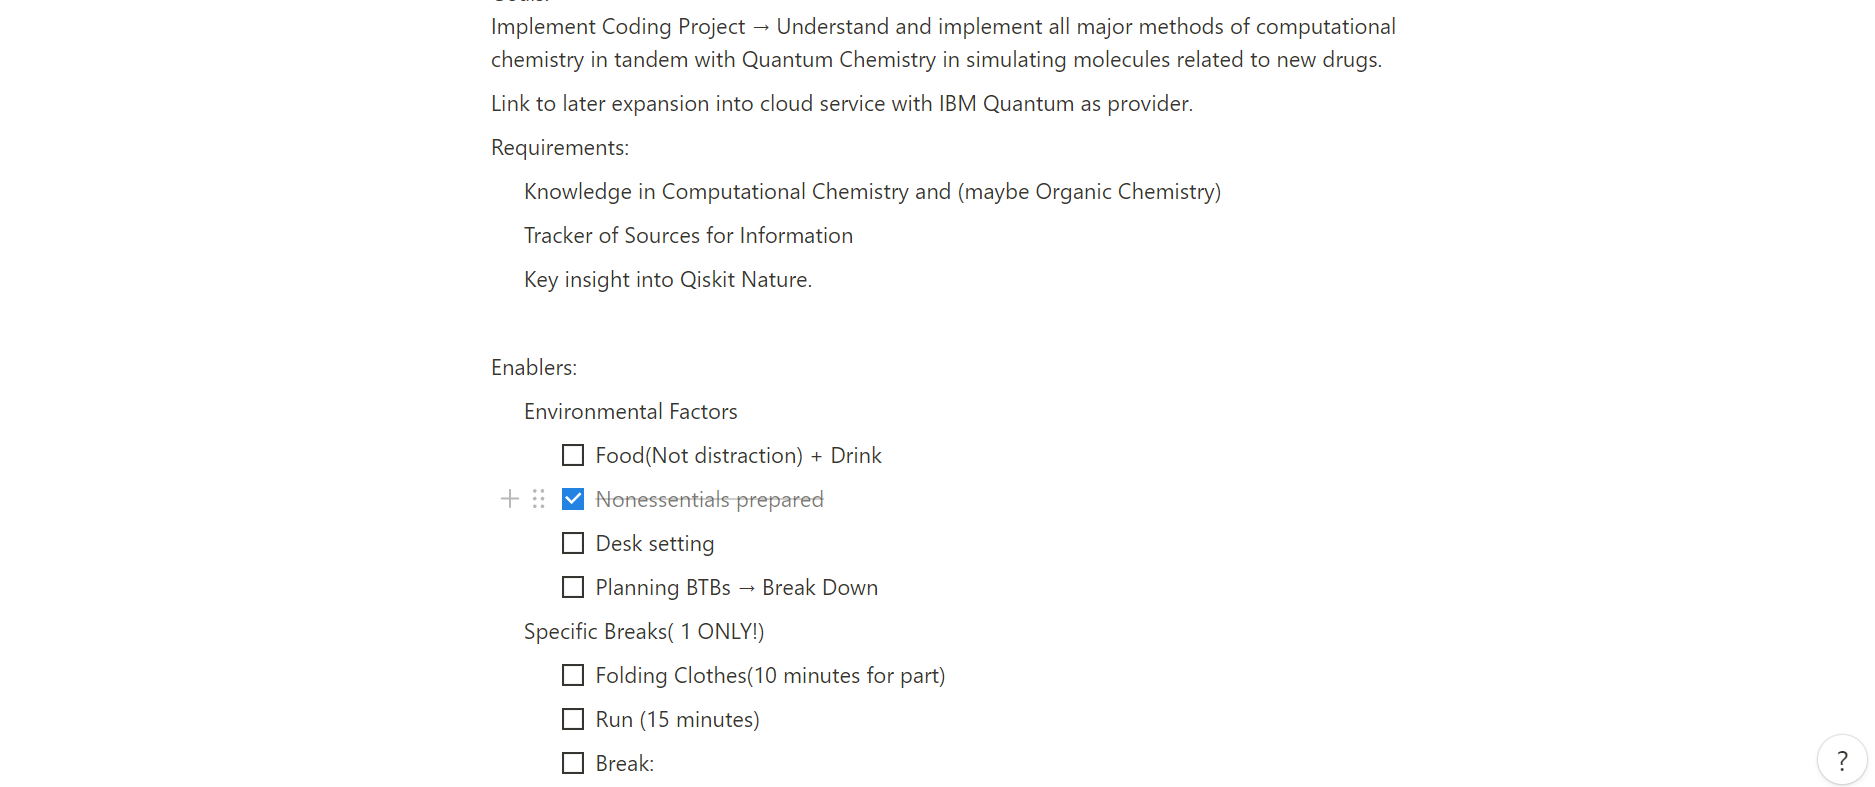 Goals:
Implement Coding Project → Understand and implement all major methods of computational
chemistry in tandem with Quantum Chemistry in simulating molecules related to new drugs.
Link to later expansion into cloud service with IBM Quantum as provider.
Requirements:
Knowledge in Computational Chemistry and (maybe Organic Chemistry)
Tracker of Sources for Information
Key insight into Qiskit Nature.
Enablers:
Environmental Factors
Food(Not distraction) + Drink
Nonessentials prepared
Desk setting
Planning BTBs → Break Down
Specific Breaks( 1 ONLY!)
Folding Clothes(10 minutes for part)
Run (15 minutes)
Break:
?